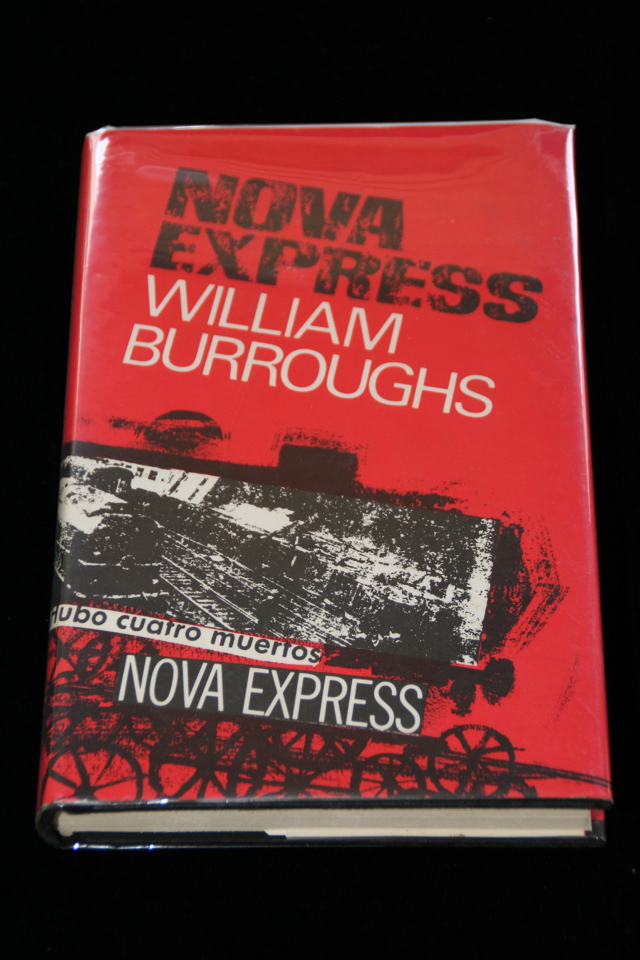 NOVA
EXPRESS
WILLIAM
BURROUGHS
hubo cuatro muertos
NOVA EXPRESS